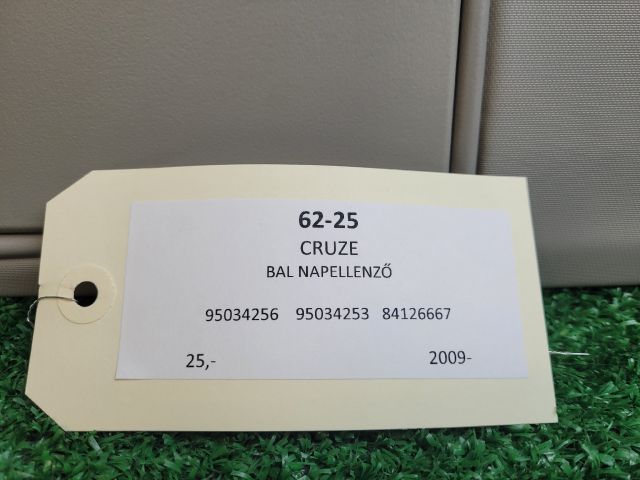 62-25
CRUZE
BAL NAPELLENZŐ
95034256 95034253 84126667
25,- 2009-